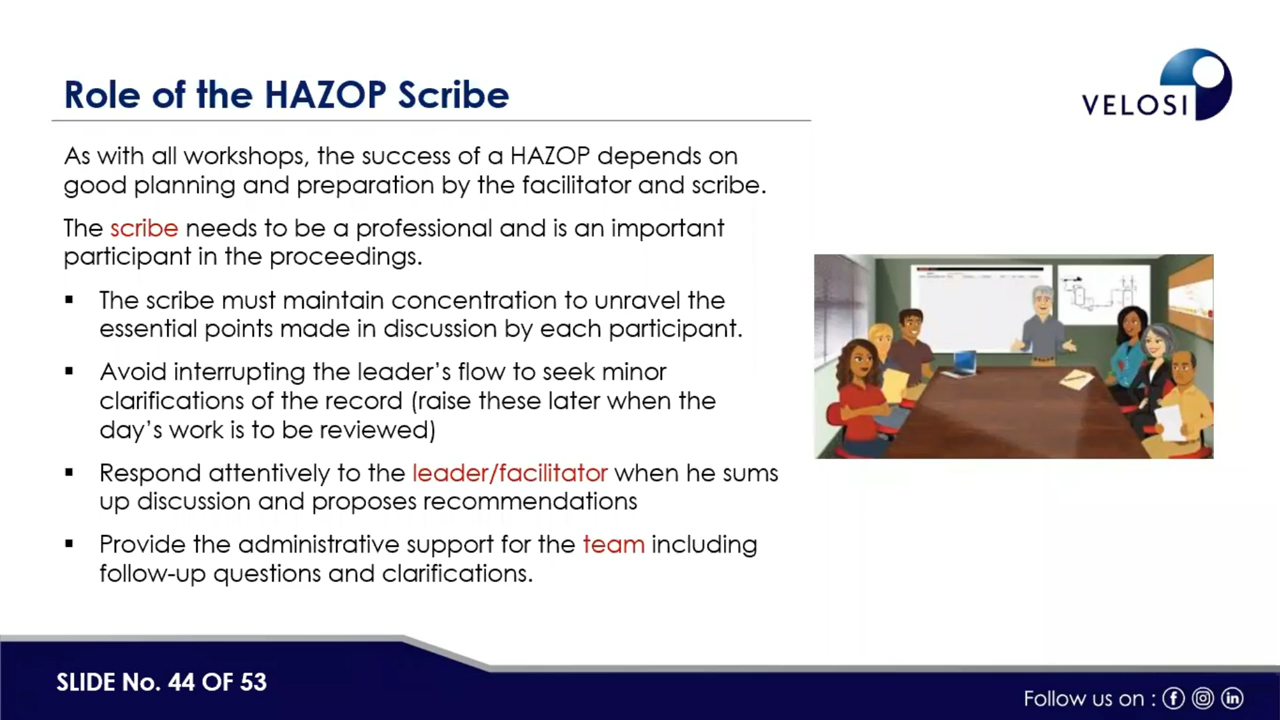 Role of the HAZOP Scribe
VELOSI
As with all workshops, the success of a HAZOP depends on
good planning and preparation by the facilitator and scribe.
The scribe needs to be a professional and is an important
participant in the proceedings.
▪ The scribe must maintain concentration to unravel the
essential points made in discussion by each participant.
▪ Avoid interrupting the leader’s flow to seek minor
clarifications of the record (raise these later when the
day’s work is to be reviewed)
▪ Respond attentively to the leader/facilitator when he sums
up discussion and proposes recommendations
▪ Provide the administrative support for the team including
follow-up questions and clarifications.
SLIDE No. 44 OF 53
Follow us on :